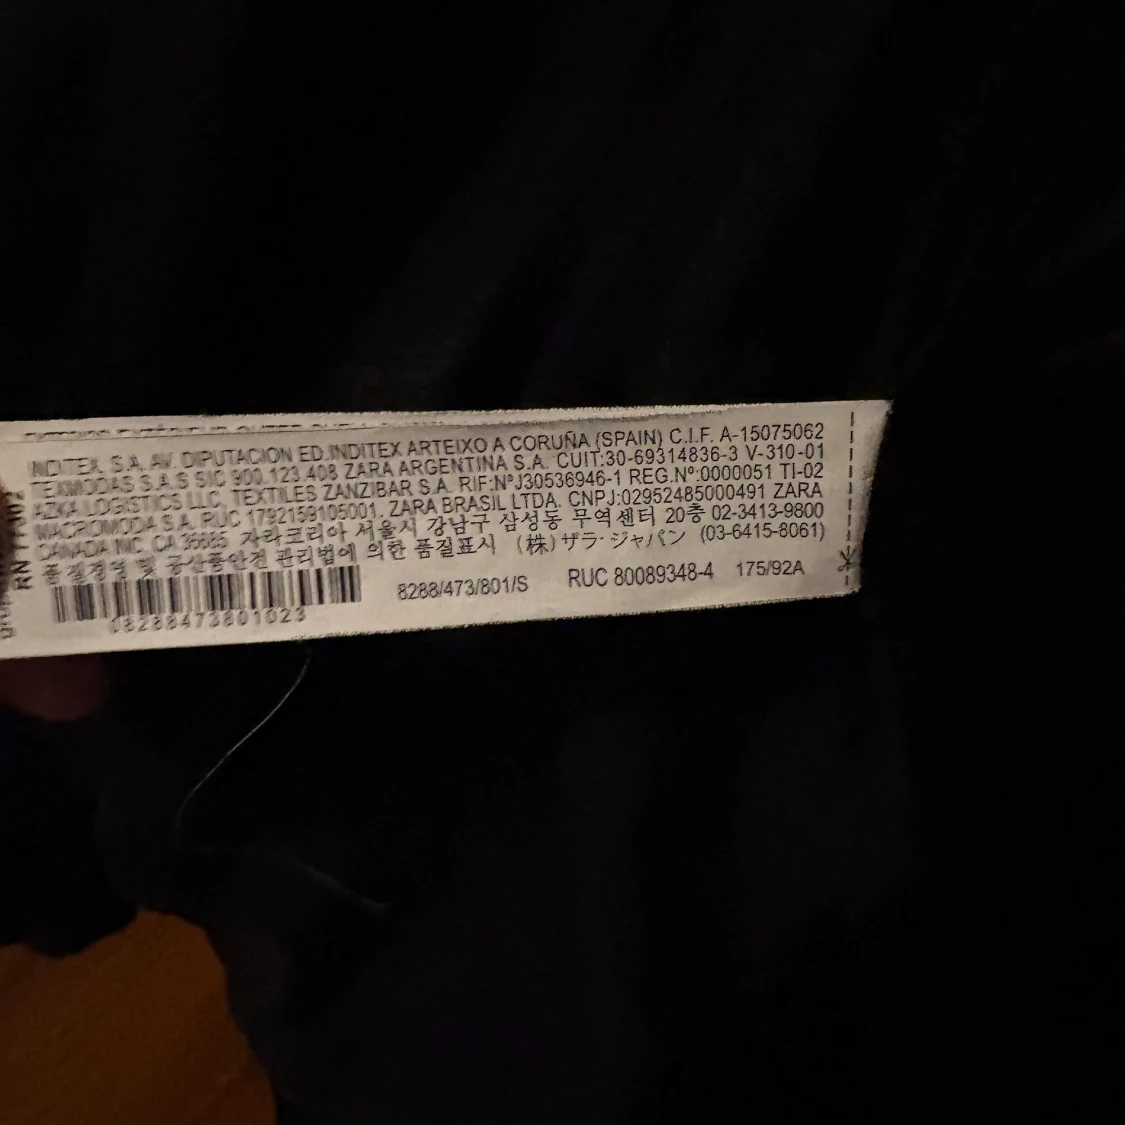 INDITEX, S.A. AV. DIPUTACION ED.INDITEX ARTEIXO A CORUÑA (SPAIN) C.I.F. A-15075062
TEXMODAS S.A.S SIC 900.123.408 ZARA ARGENTINA S.A. CUIT:30-69314836-3 V-310-01
AZKA LOGISTICS LLC, TEXTILES ZANZIBAR S.A. RIF:NºJ30536946-1 REG.Nº:0000051 TI-02
MACROMODA S.A. RUC 1792159105001. ZARA BRASIL LTDA. CNPJ:02952485000491 ZARA
CANADA INC. CA 36685 자라코리아 서울시 강남구 삼성동 무역센터 20층 02-3413-9800
품질경영 및 공산품안전 관리법에 의한 품질표시 (株)ザラ・ジャパン (03-6415-8061)
8288/473/801/S RUC 80089348-4 175/92A
08288473801023